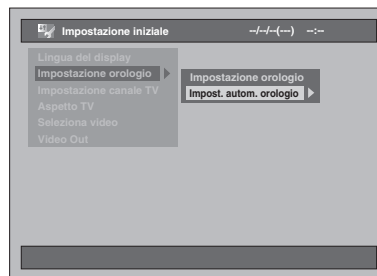 Impostazione iniziale --/--/--(---) --:--
Lingua del display
Impostazione orologio
Impostazione canale TV
Aspetto TV
Seleziona video
Video Out
Impostazione orologio
Impost. autom. orologio